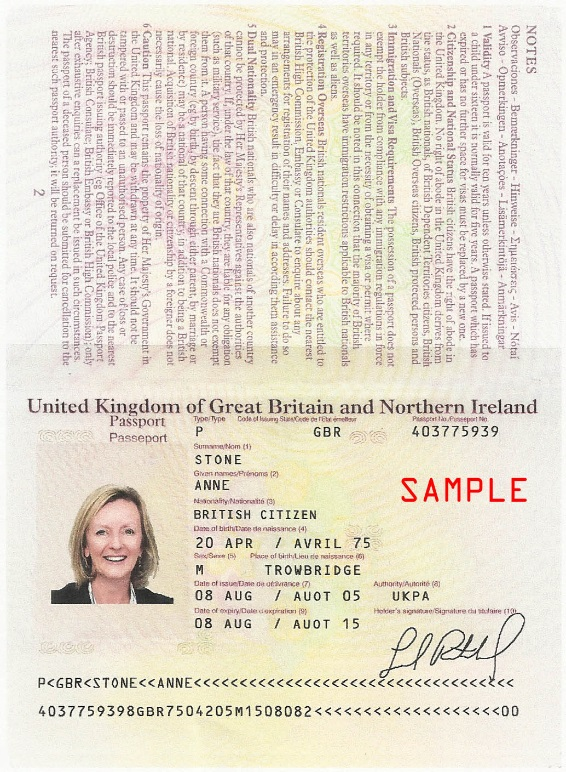 NOTES
Observaciones - Bemærkninger - Hinweise - Σημειώσεις - Avis - Nótaí
Avviso - Opmerkingen - Anotações - Lisämerkintöjä - Anmärkningar
1 Validity A passport is valid for ten years unless otherwise stated. If issued to
a child under sixteen it is normally valid for five years. A passport which has
expired has no further use except for visas and should be replaced by a new one.
2 Citizenship and National Status British citizens have the right of abode in
the United Kingdom. No right of abode in the United Kingdom derives from
the status, as British nationals, of British Dependent Territories citizens, British
Nationals (Overseas), British Overseas citizens, British protected persons and
British subjects.
3 Immigration and Visa Requirements The possession of a passport does not
exempt the holder from compliance with any immigration regulations in force
in any territory or from the necessity of obtaining a visa or permit where
required. It should be noted in this connection that the majority of British
territories overseas have immigration restrictions applicable to British nationals
as well as aliens.
4 Registration Overseas British nationals resident overseas who are entitled to
the protection of the United Kingdom authorities should contact the nearest
British High Commission, Embassy or Consulate to enquire about any
arrangements for registration of their names and addresses. Failure to do so
may in an emergency result in difficulty or delay in according them assistance
and protection.
5 Dual Nationality British nationals who are also nationals of another country
cannot be protected by Her Majesty's Representatives against the authorities
of that country. If, under the law of that country, they are liable for any obligation
(such as military service), the fact that they are British nationals does not exempt
them from it. A person having some connection with a Commonwealth or
foreign country (eg by birth, by descent through either parent, by marriage or
by residence) may be a national of that country, in addition to being a British
national. Acquisition of British nationality or citizenship by a foreigner does not
necessarily cause the loss of nationality of origin.
6 Caution This passport remains the property of Her Majesty's Government in
the United Kingdom and may be withdrawn at any time. It should not be
tampered with or passed to an unauthorised person. Any case of loss or
destruction should be immediately reported to the local police and to the nearest
British passport issuing authority (eg Office of the United Kingdom Passport
Agency, British Consulate, British Embassy or British High Commission); only
after exhaustive enquiries can a replacement be issued in such circumstances.
The passport of a deceased person should be submitted for cancellation to the
nearest such passport authority, it will be returned on request.
2
United Kingdom of Great Britain and Northern Ireland
Passport
Passeport
Type/Type Code of Issuing State/Code de l'Etat émetteur Passport No./Passeport No.
P GBR 403775939
Surname/Nom (1)
STONE
Given names/Prénoms (2)
ANNE
SAMPLE
Nationality/Nationalité (3)
BRITISH CITIZEN
Date of birth/Date de naissance (4)
20 APR / AVRIL 75
Sex/Sexe (5) Place of birth/Lieu de naissance (6)
M TROWBRIDGE
Date of issue/Date de délivrance (7) Authority/Autorité (8)
08 AUG / AUOT 05 UKPA
Date of expiry/Date d'expiration (9) Holder's signature/Signature du titulaire (10)
08 AUG / AUOT 15
P<GBR<STONE<<ANNE<<<<<<<<<<<<<<<<<<<<<<<<<<<
4037759398GBR7504205M1508082<<<<<<<<<<<<<<00